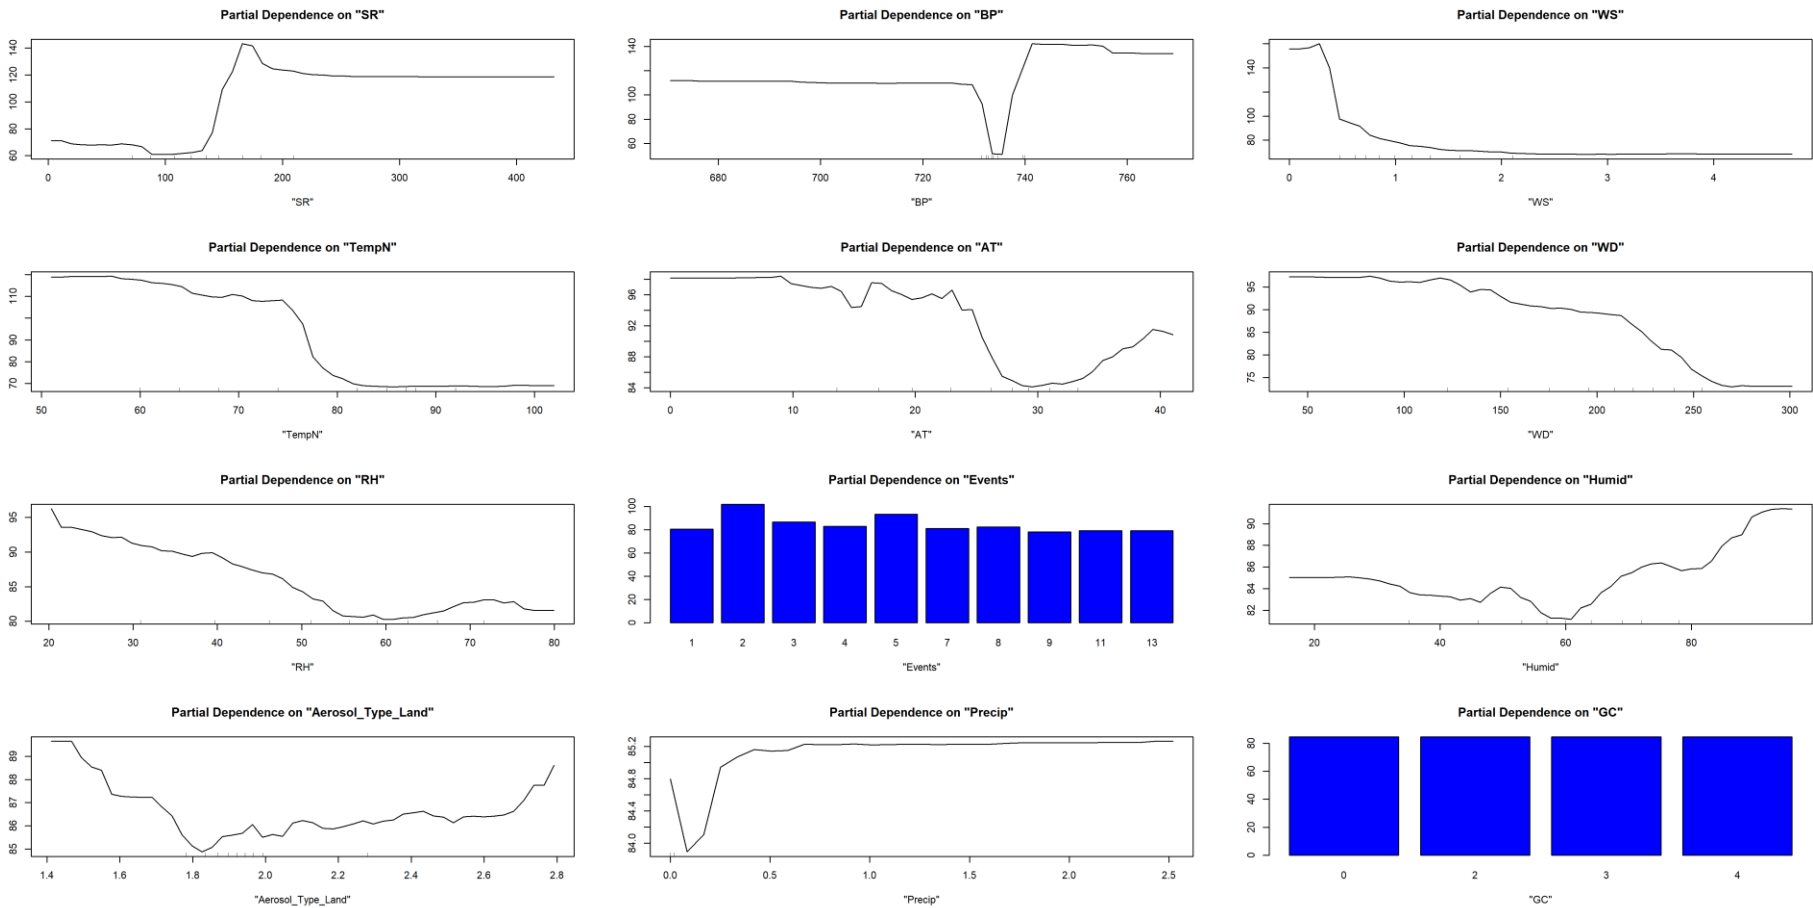 Partial Dependence on "SR"
60 80 100 120 140
0 100 200 300 400
"SR"
Partial Dependence on "BP"
60 80 100 140
680 700 720 740 760
"BP"
Partial Dependence on "WS"
80 100 140
0 1 2 3 4
"WS"
Partial Dependence on "TempN"
70 80 90 110
50 60 70 80 90 100
"TempN"
Partial Dependence on "AT"
84 88 92 96
0 10 20 30 40
"AT"
Partial Dependence on "WD"
75 80 85 90 95
50 100 150 200 250 300
"WD"
Partial Dependence on "RH"
80 85 90 95
20 30 40 50 60 70 80
"RH"
Partial Dependence on "Events"
0 20 40 60 80 100
1 2 3 4 5 7 8 9 11 13
"Events"
Partial Dependence on "Humid"
82 84 86 88 90
20 40 60 80
"Humid"
Partial Dependence on "Aerosol_Type_Land"
85 86 87 88 89
1.4 1.6 1.8 2.0 2.2 2.4 2.6 2.8
"Aerosol_Type_Land"
Partial Dependence on "Precip"
84.0 84.4 84.8 85.2
0.0 0.5 1.0 1.5 2.0 2.5
"Precip"
Partial Dependence on "GC"
0 20 40 60 80
0 2 3 4
"GC"